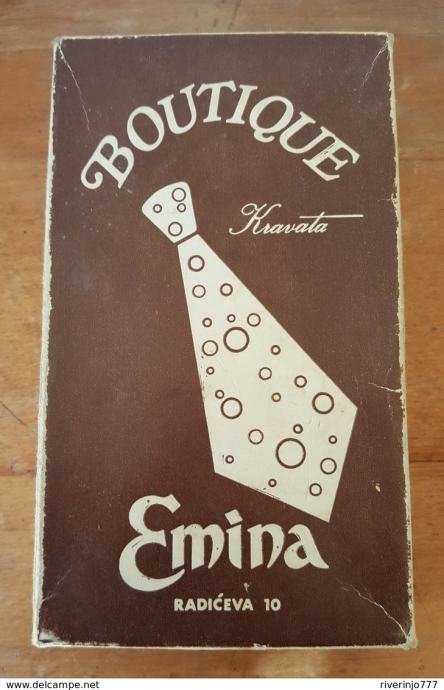 BOUTIQUE
Kravata
Emina
RADIĆEVA 10
www.delcampe.net
riverinjo777